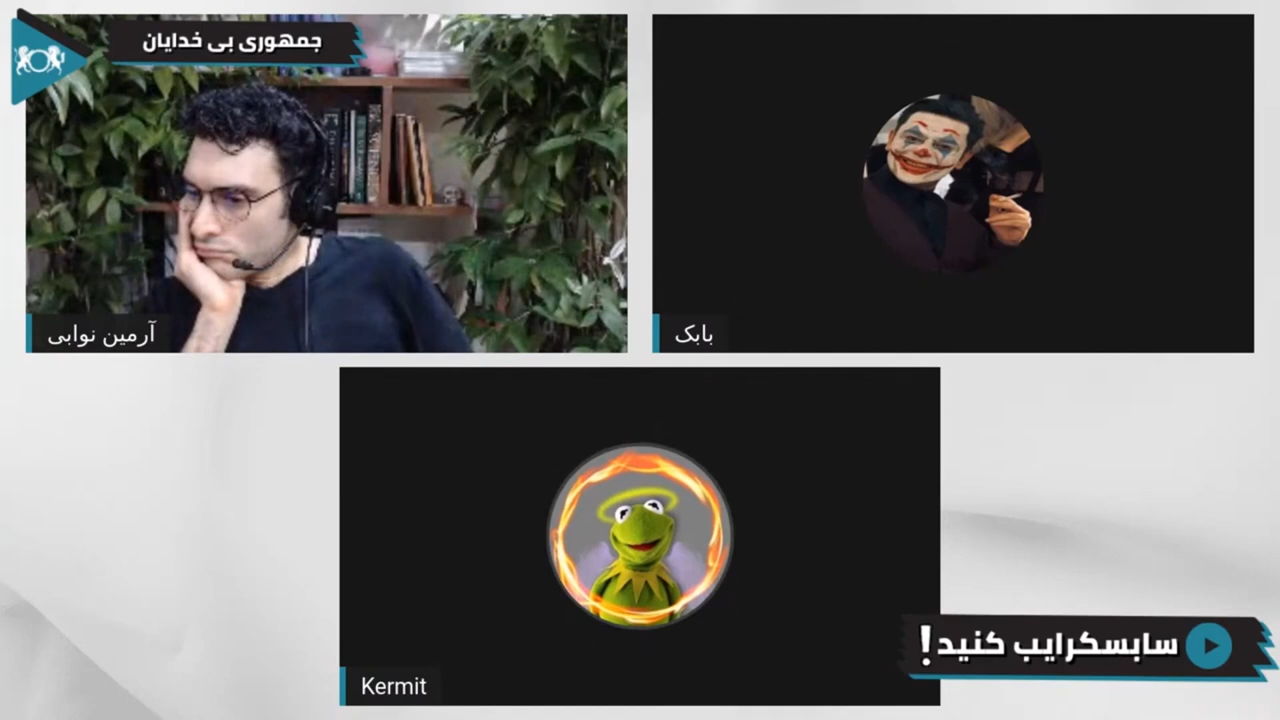 جمهوری بی خدایان
آرمین نوابی
بابک
Kermit
سابسکرایب کنید!